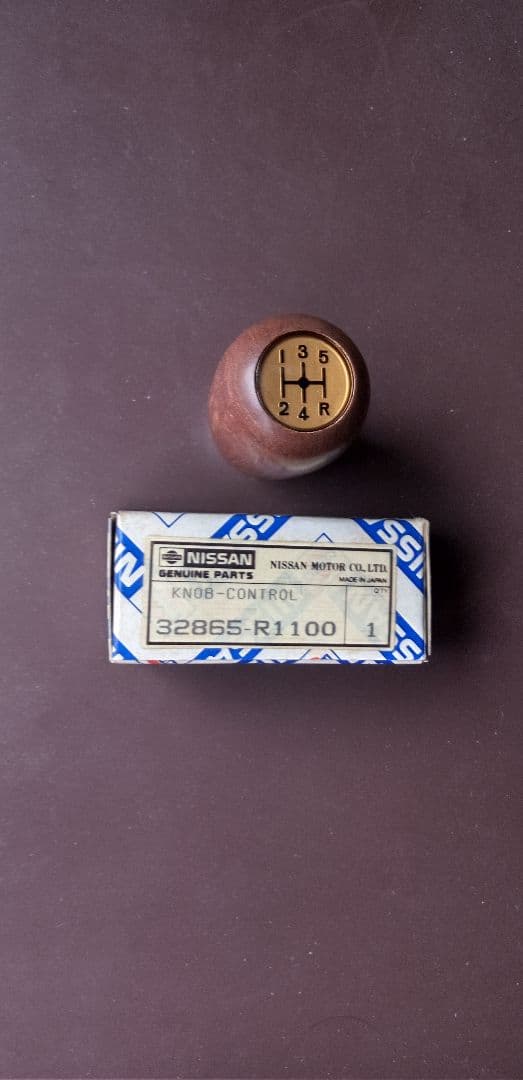 1 3 5
2 4 R
NISSAN
GENUINE PARTS
NISSAN MOTOR CO., LTD.
MADE IN JAPAN
KNOB-CONTROL
Q'TY
32865-R1100
1